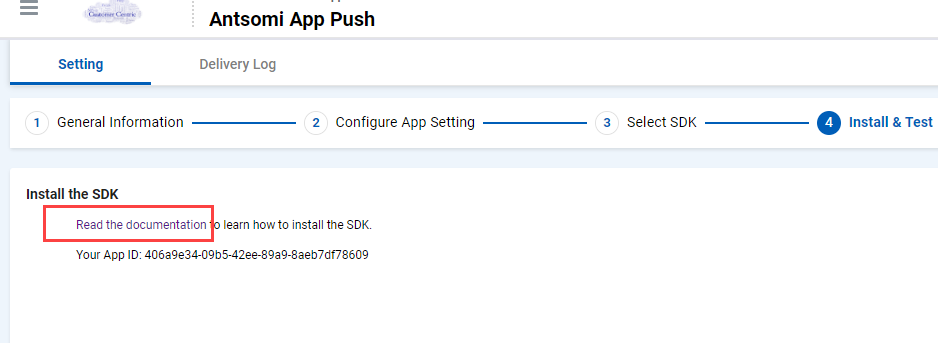 Customer Centric
Antsomi App Push
Setting
Delivery Log
1 General Information
2 Configure App Setting
3 Select SDK
4 Install & Test
Install the SDK
Read the documentation to learn how to install the SDK.
Your App ID: 406a9e34-09b5-42ee-89a9-8aeb7df78609